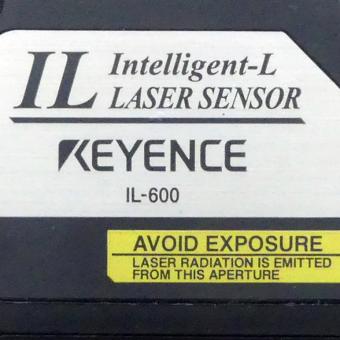 IL Intelligent-L
LASER SENSOR
KEYENCE
IL-600
AVOID EXPOSURE
LASER RADIATION IS EMITTED
FROM THIS APERTURE